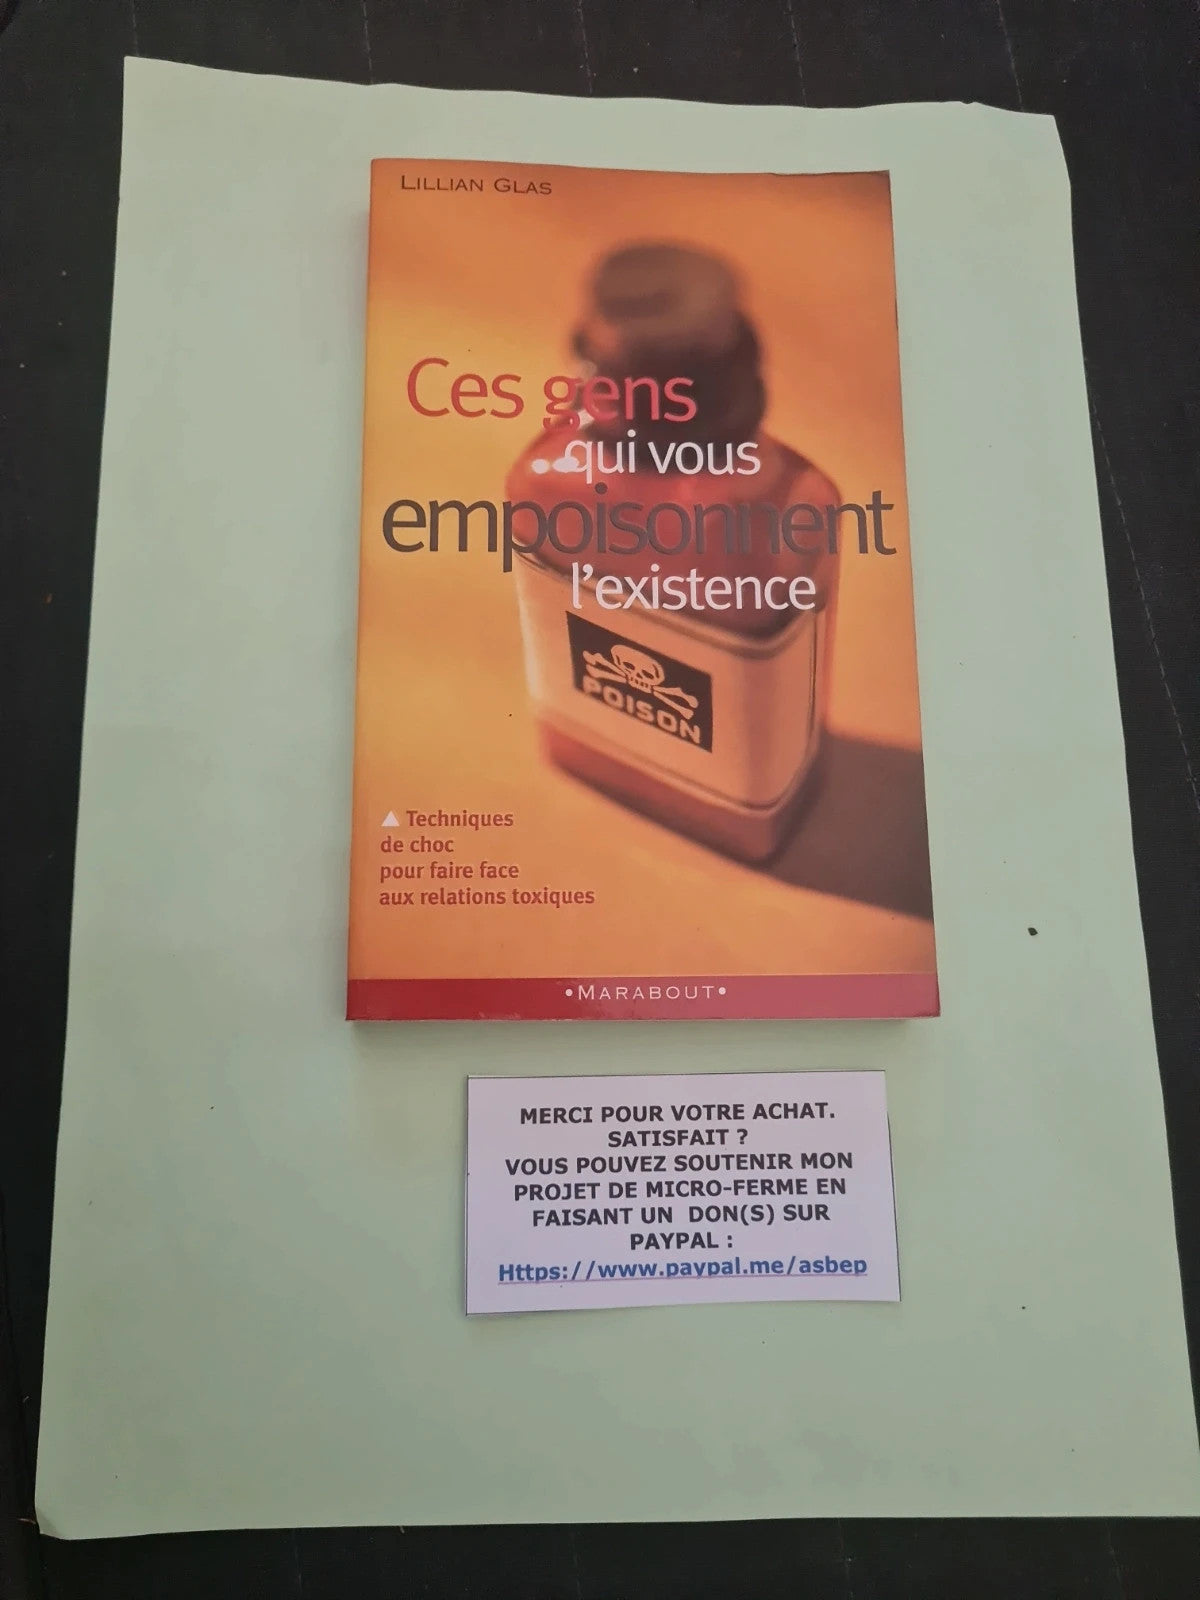 LILLIAN GLAS
Ces gens
qui vous
empoisonnent
l'existence
POISON
▲ Techniques
de choc
pour faire face
aux relations toxiques
•MARABOUT•
MERCI POUR VOTRE ACHAT.
SATISFAIT ?
VOUS POUVEZ SOUTENIR MON
PROJET DE MICRO-FERME EN
FAISANT UN DON(S) SUR
PAYPAL :
Https://www.paypal.me/asbep